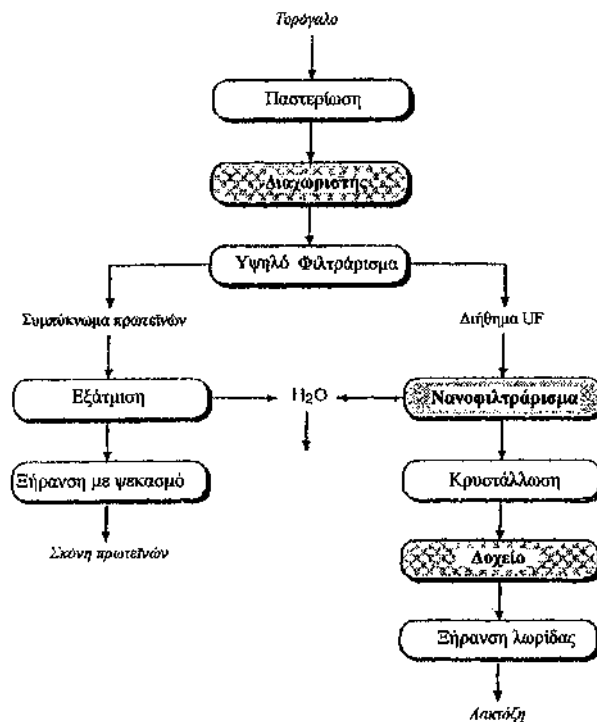 Τορόγαλο
Παστερίωση
Διαχωριστής
Υψηλό Φιλτράρισμα
Συμπύκνωμα πρωτεϊνών
Διήθημα UF
Εξάτμιση
H₂O
Νανοφιλτράρισμα
Ξήρανση με ψεκασμό
Κρυστάλλωση
Σκόνη πρωτεϊνών
Δοχείο
Ξήρανση λωρίδας
Λακτόζη